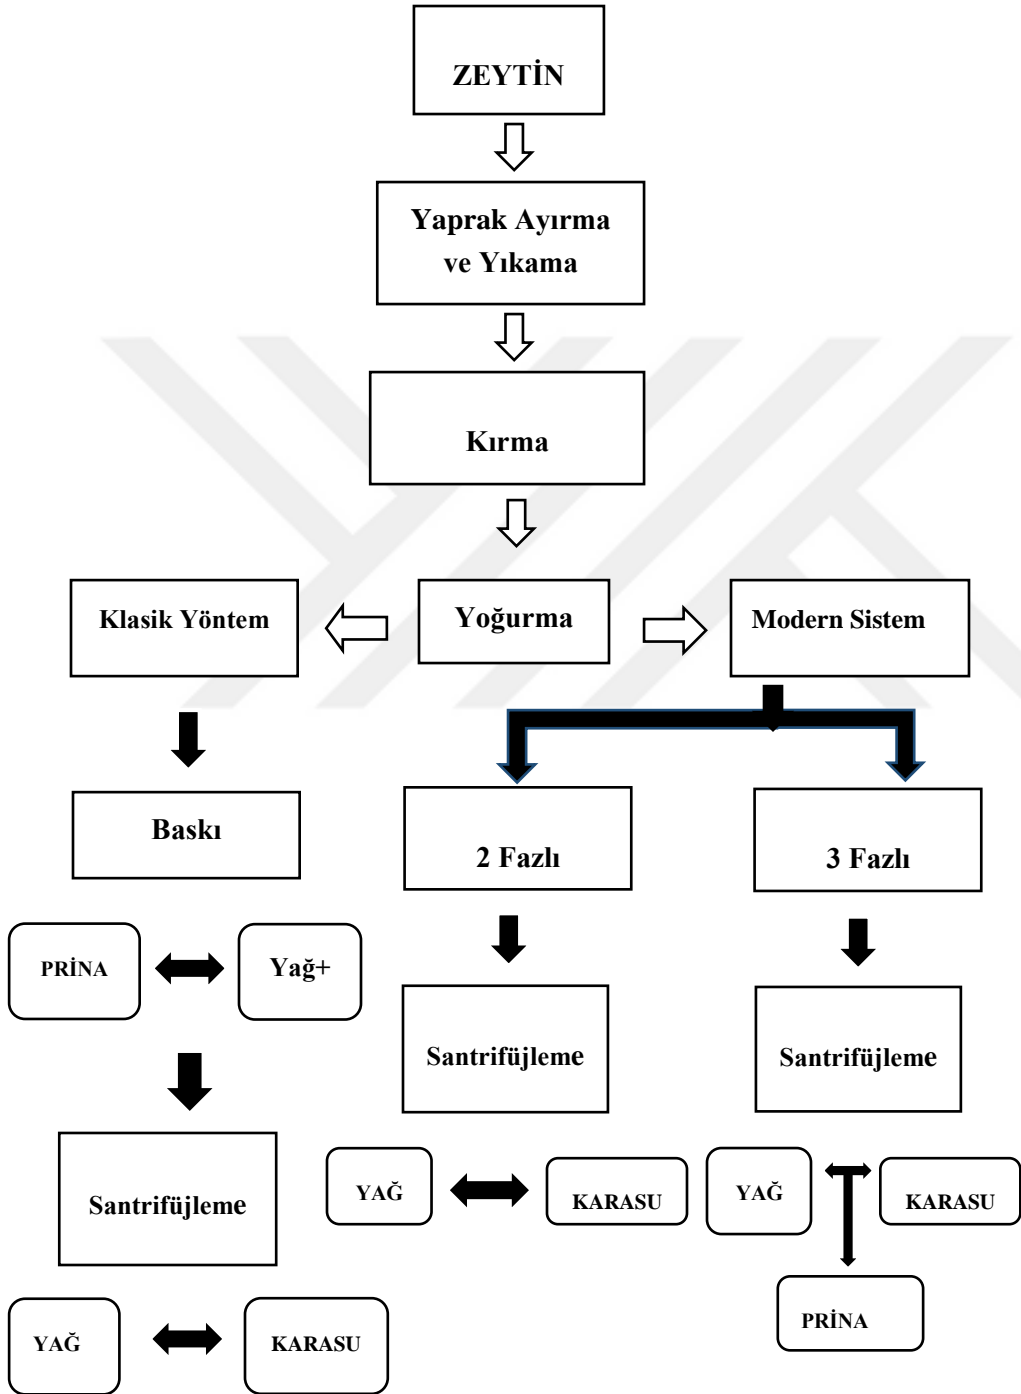 ZEYTİN
Yaprak Ayırma
ve Yıkama
Kırma
Klasik Yöntem
Yoğurma
Modern Sistem
Baskı
2 Fazlı
3 Fazlı
PRİNA
Yağ+
Santrifüjleme
Santrifüjleme
Santrifüjleme
YAĞ
KARASU
YAĞ
KARASU
PRİNA
YAĞ
KARASU